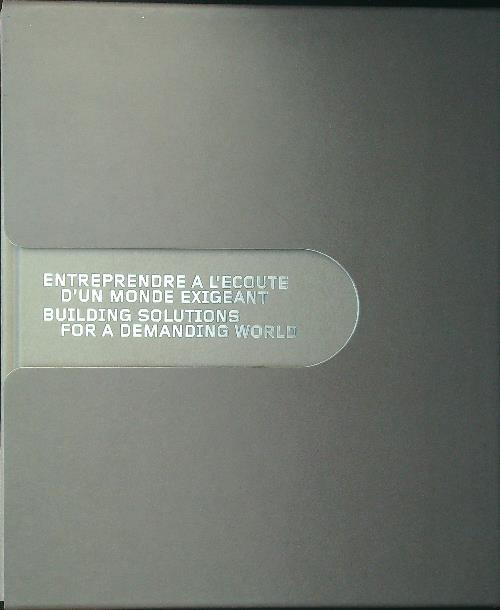 ENTREPRENDRE A L'ECOUTE
D'UN MONDE EXIGEANT
BUILDING SOLUTIONS
FOR A DEMANDING WORLD